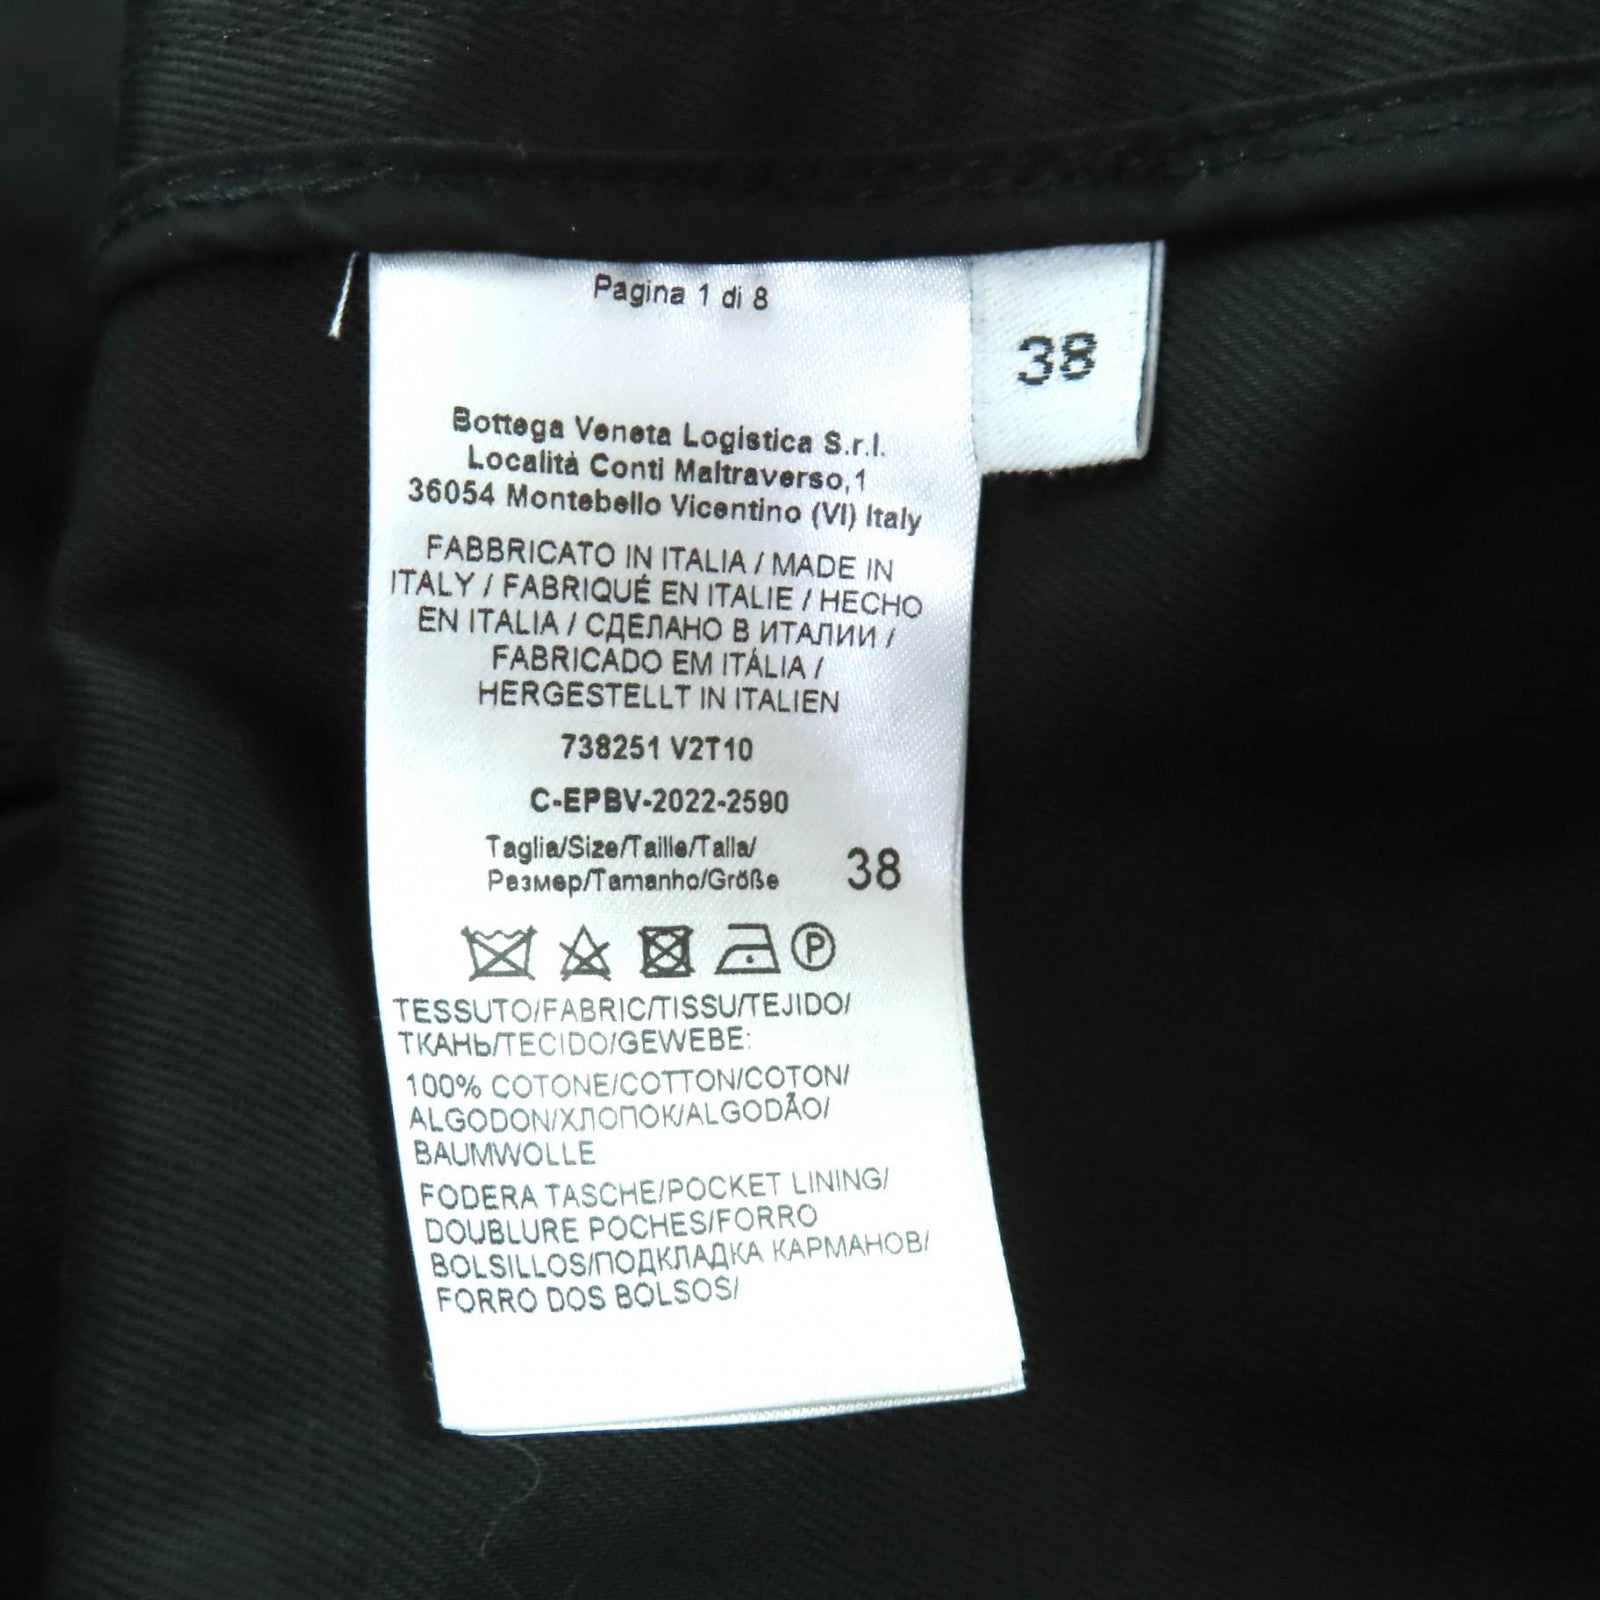 Pagina 1 di 8
38
Bottega Veneta Logistica S.r.l.
Località Conti Maltraverso,1
36054 Montebello Vicentino (VI) Italy
FABBRICATO IN ITALIA / MADE IN
ITALY / FABRIQUÉ EN ITALIE / HECHO
EN ITALIA / СДЕЛАНО В ИТАЛИИ /
FABRICADO EM ITÁLIA /
HERGESTELLT IN ITALIEN
738251 V2T10
C-EPBV-2022-2590
Taglia/Size/Taille/Talla/
Размер/Tamanho/Größe 38
P
TESSUTO/FABRIC/TISSU/TEJIDO/
ТКАНЬ/TECIDO/GEWEBE:
100% COTONE/COTTON/COTON/
ALGODON/ХЛОПОК/ALGODÃO/
BAUMWOLLE
FODERA TASCHE/POCKET LINING/
DOUBLURE POCHES/FORRO
BOLSILLOS/ПОДКЛАДКА КАРМАНОВ/
FORRO DOS BOLSOS/